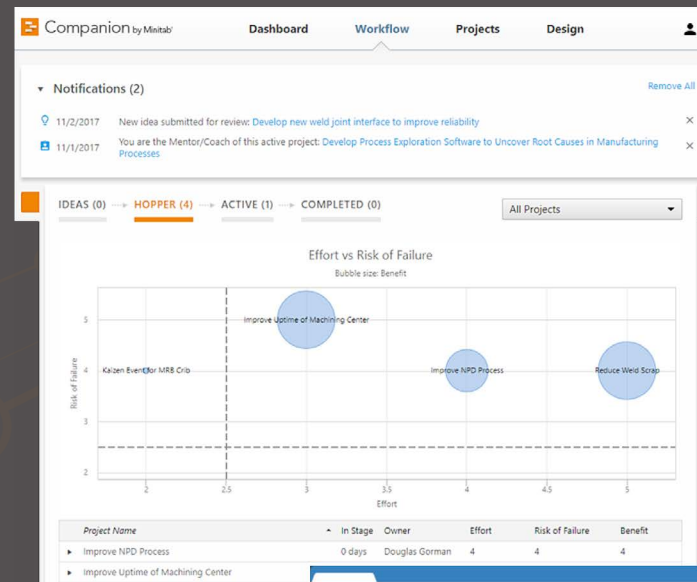 Companion by Minitab
Dashboard
Workflow
Projects
Design
Notifications (2)
Remove All
11/2/2017 New idea submitted for review: Develop new weld joint interface to improve reliability
11/1/2017 You are the Mentor/Coach of this active project: Develop Process Exploration Software to Uncover Root Causes in Manufacturing
Processes
IDEAS (0) HOPPER (4) ACTIVE (1) COMPLETED (0)
All Projects
Effort vs Risk of Failure
Bubble size: Benefit
Risk of Failure
5
4
3
2
Improve Uptime of Machining Center
Kaizen Event for MRB Crib
Improve NPD Process
Reduce Weld Scrap
2 2.5 3 3.5 4 4.5 5
Effort
Project Name In Stage Owner Effort Risk of Failure Benefit
Improve NPD Process 0 days Douglas Gorman 4 4 4
Improve Uptime of Machining Center